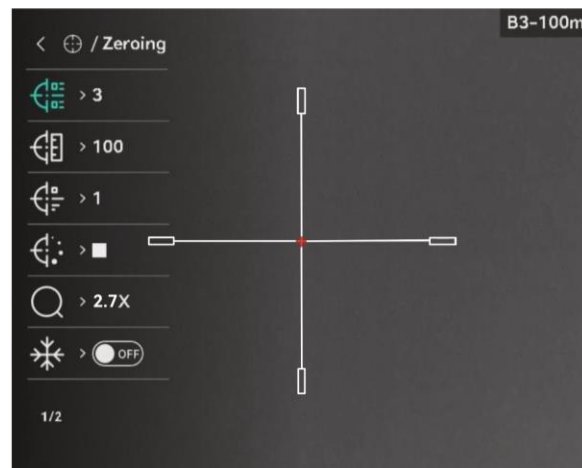 B3-100m
< / Zeroing
> 3
> 100
> 1
>
> 2.7X
> OFF
1/2